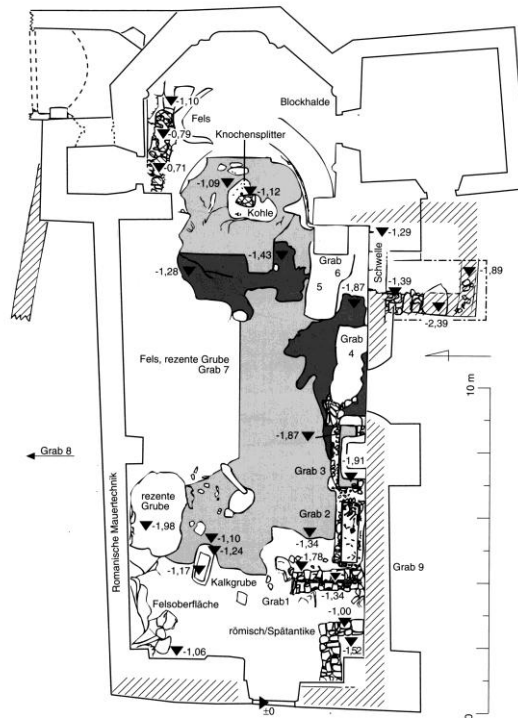 -1,10
Fels
Blockhalde
-0,79
Knochensplitter
-0,71
-1,09
-1,12
Kohle
-1,29
-1,43
Grab
6
5
Schwelle
-1,28
-1,89
-1,39
-1,87
-2,39
Grab
4
Fels, rezente Grube
Grab 7
10 m
-1,87
Grab 8
Romanische Mauertechnik
-1,91
Grab 3
rezente
Grube
-1,98
Grab 2
-1,10
-1,34
-1,24
-1,78
-1,17
Kalkgrube
Grab 9
Felsoberfläche
Grab1
-1,34
-1,00
römisch/Spätantike
-1,06
-1,52
±0
0